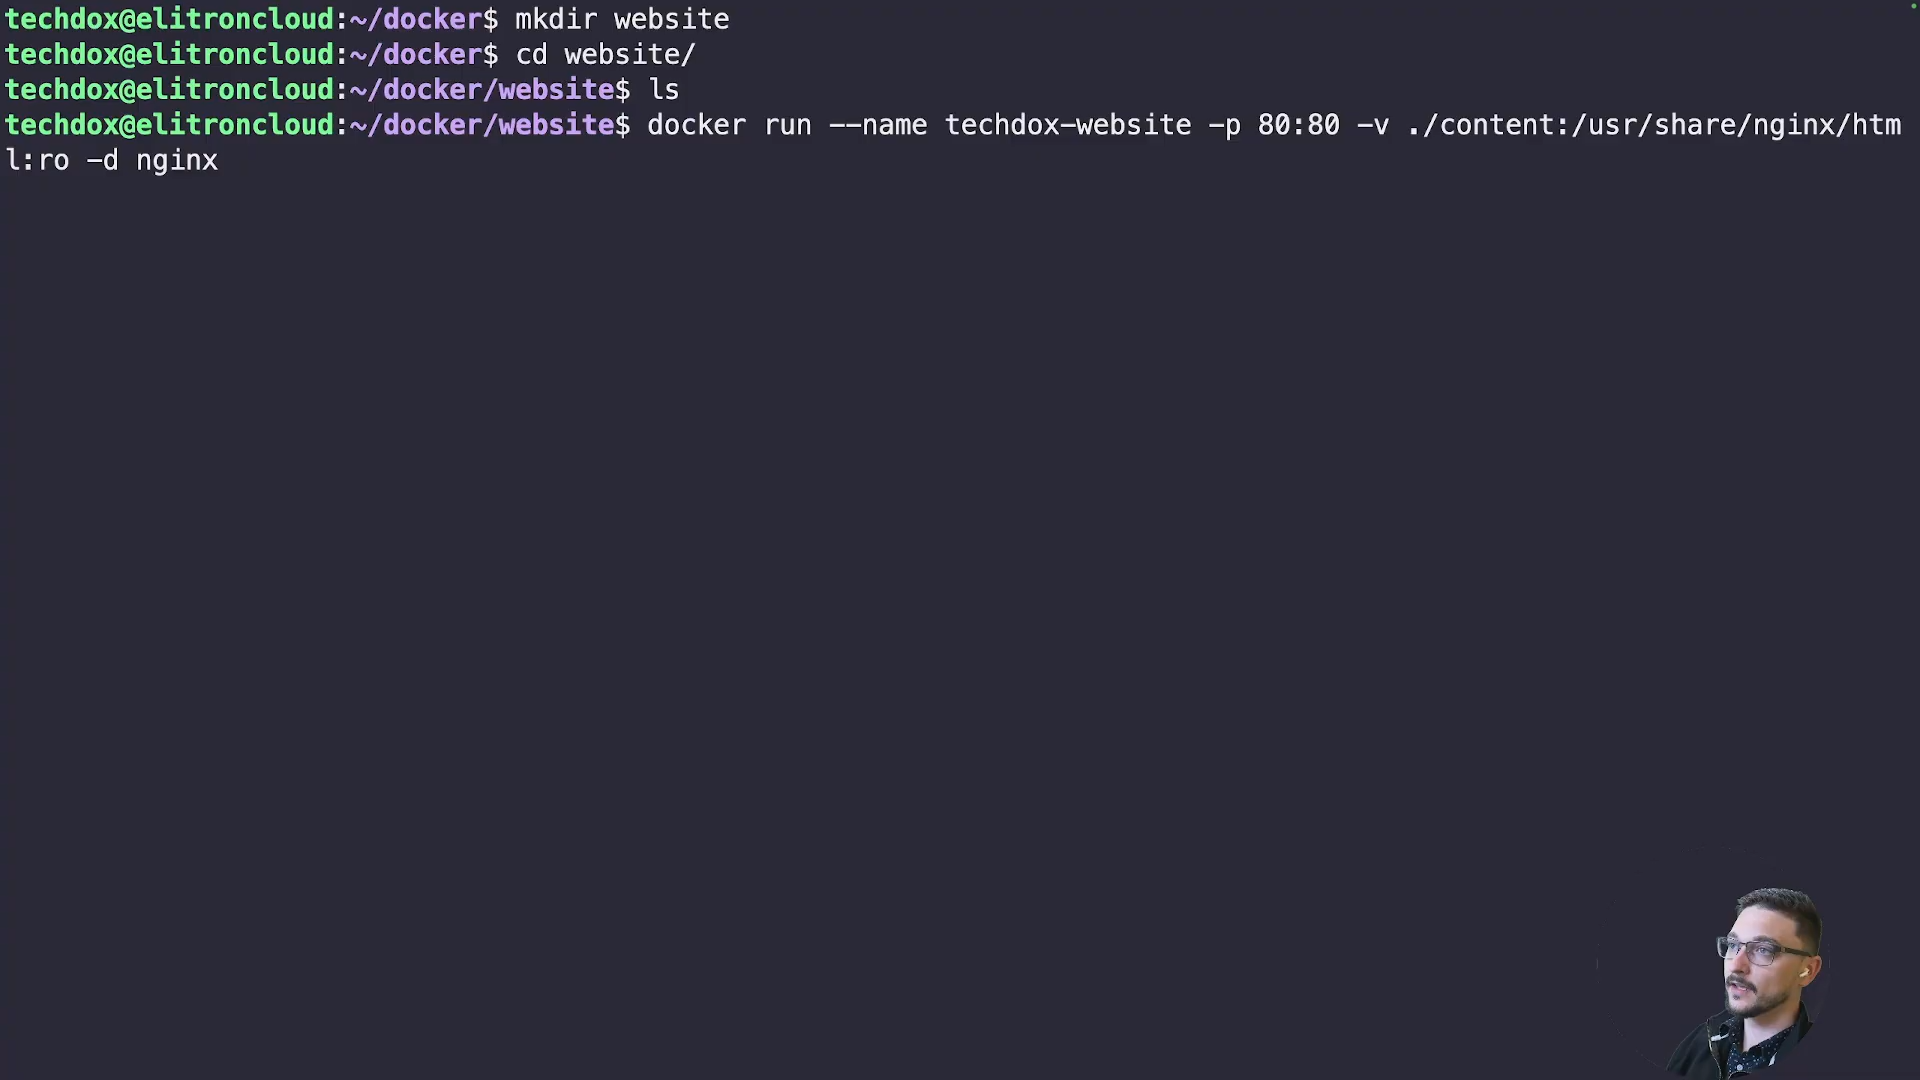 techdox@elitroncloud:~/docker$ mkdir website
techdox@elitroncloud:~/docker$ cd website/
techdox@elitroncloud:~/docker/website$ ls
techdox@elitroncloud:~/docker/website$ docker run --name techdox-website -p 80:80 -v ./content:/usr/share/nginx/htm
l:ro -d nginx